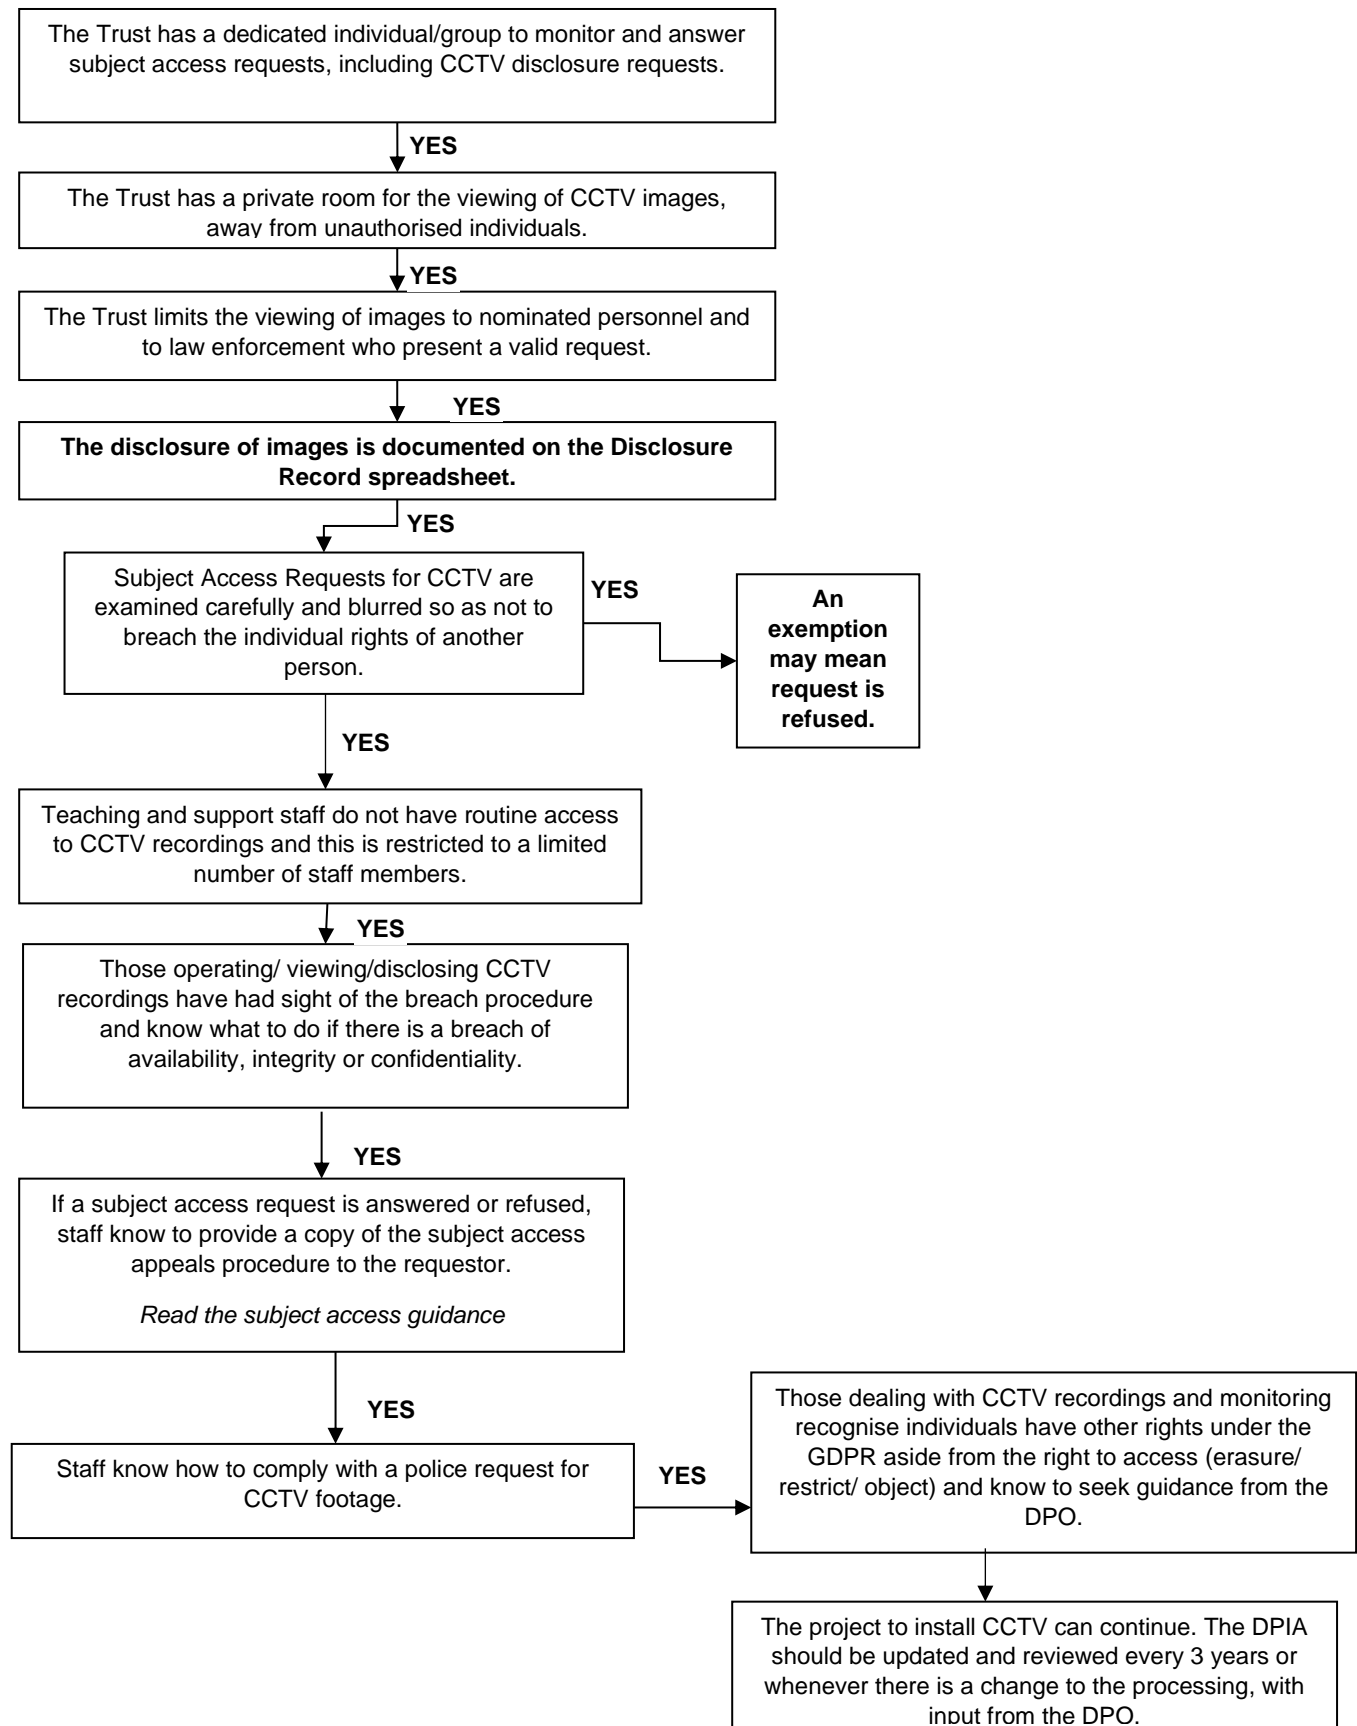 The Trust has a dedicated individual/group to monitor and answer
subject access requests, including CCTV disclosure requests.
YES
The Trust has a private room for the viewing of CCTV images,
away from unauthorised individuals.
YES
The Trust limits the viewing of images to nominated personnel and
to law enforcement who present a valid request.
YES
The disclosure of images is documented on the Disclosure
Record spreadsheet.
YES
Subject Access Requests for CCTV are
examined carefully and blurred so as not to
breach the individual rights of another
person.
YES
An
exemption
may mean
request is
refused.
YES
Teaching and support staff do not have routine access
to CCTV recordings and this is restricted to a limited
number of staff members.
YES
Those operating/ viewing/disclosing CCTV
recordings have had sight of the breach procedure
and know what to do if there is a breach of
availability, integrity or confidentiality.
YES
If a subject access request is answered or refused,
staff know to provide a copy of the subject access
appeals procedure to the requestor.
Read the subject access guidance
YES
Staff know how to comply with a police request for
CCTV footage.
YES
Those dealing with CCTV recordings and monitoring
recognise individuals have other rights under the
GDPR aside from the right to access (erasure/
restrict/ object) and know to seek guidance from the
DPO.
The project to install CCTV can continue. The DPIA
should be updated and reviewed every 3 years or
whenever there is a change to the processing, with
input from the DPO.